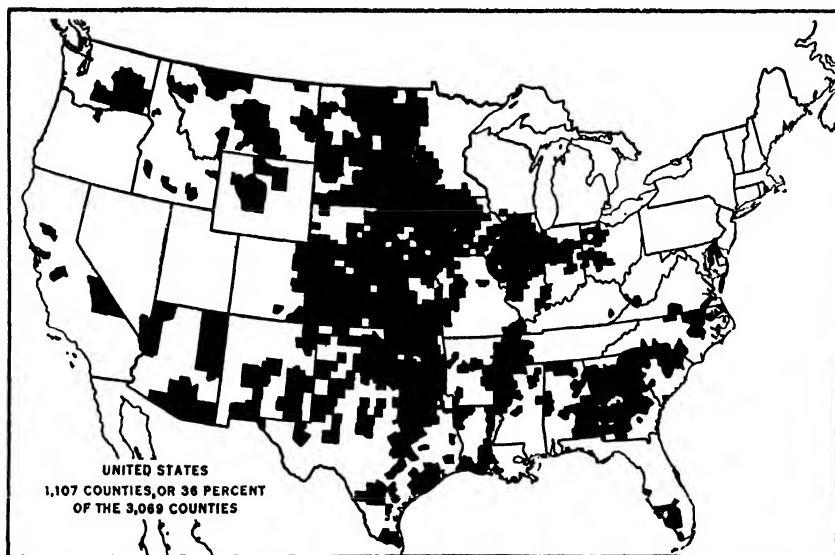 UNITED STATES
1,107 COUNTIES, OR 36 PERCENT
OF THE 3,069 COUNTIES